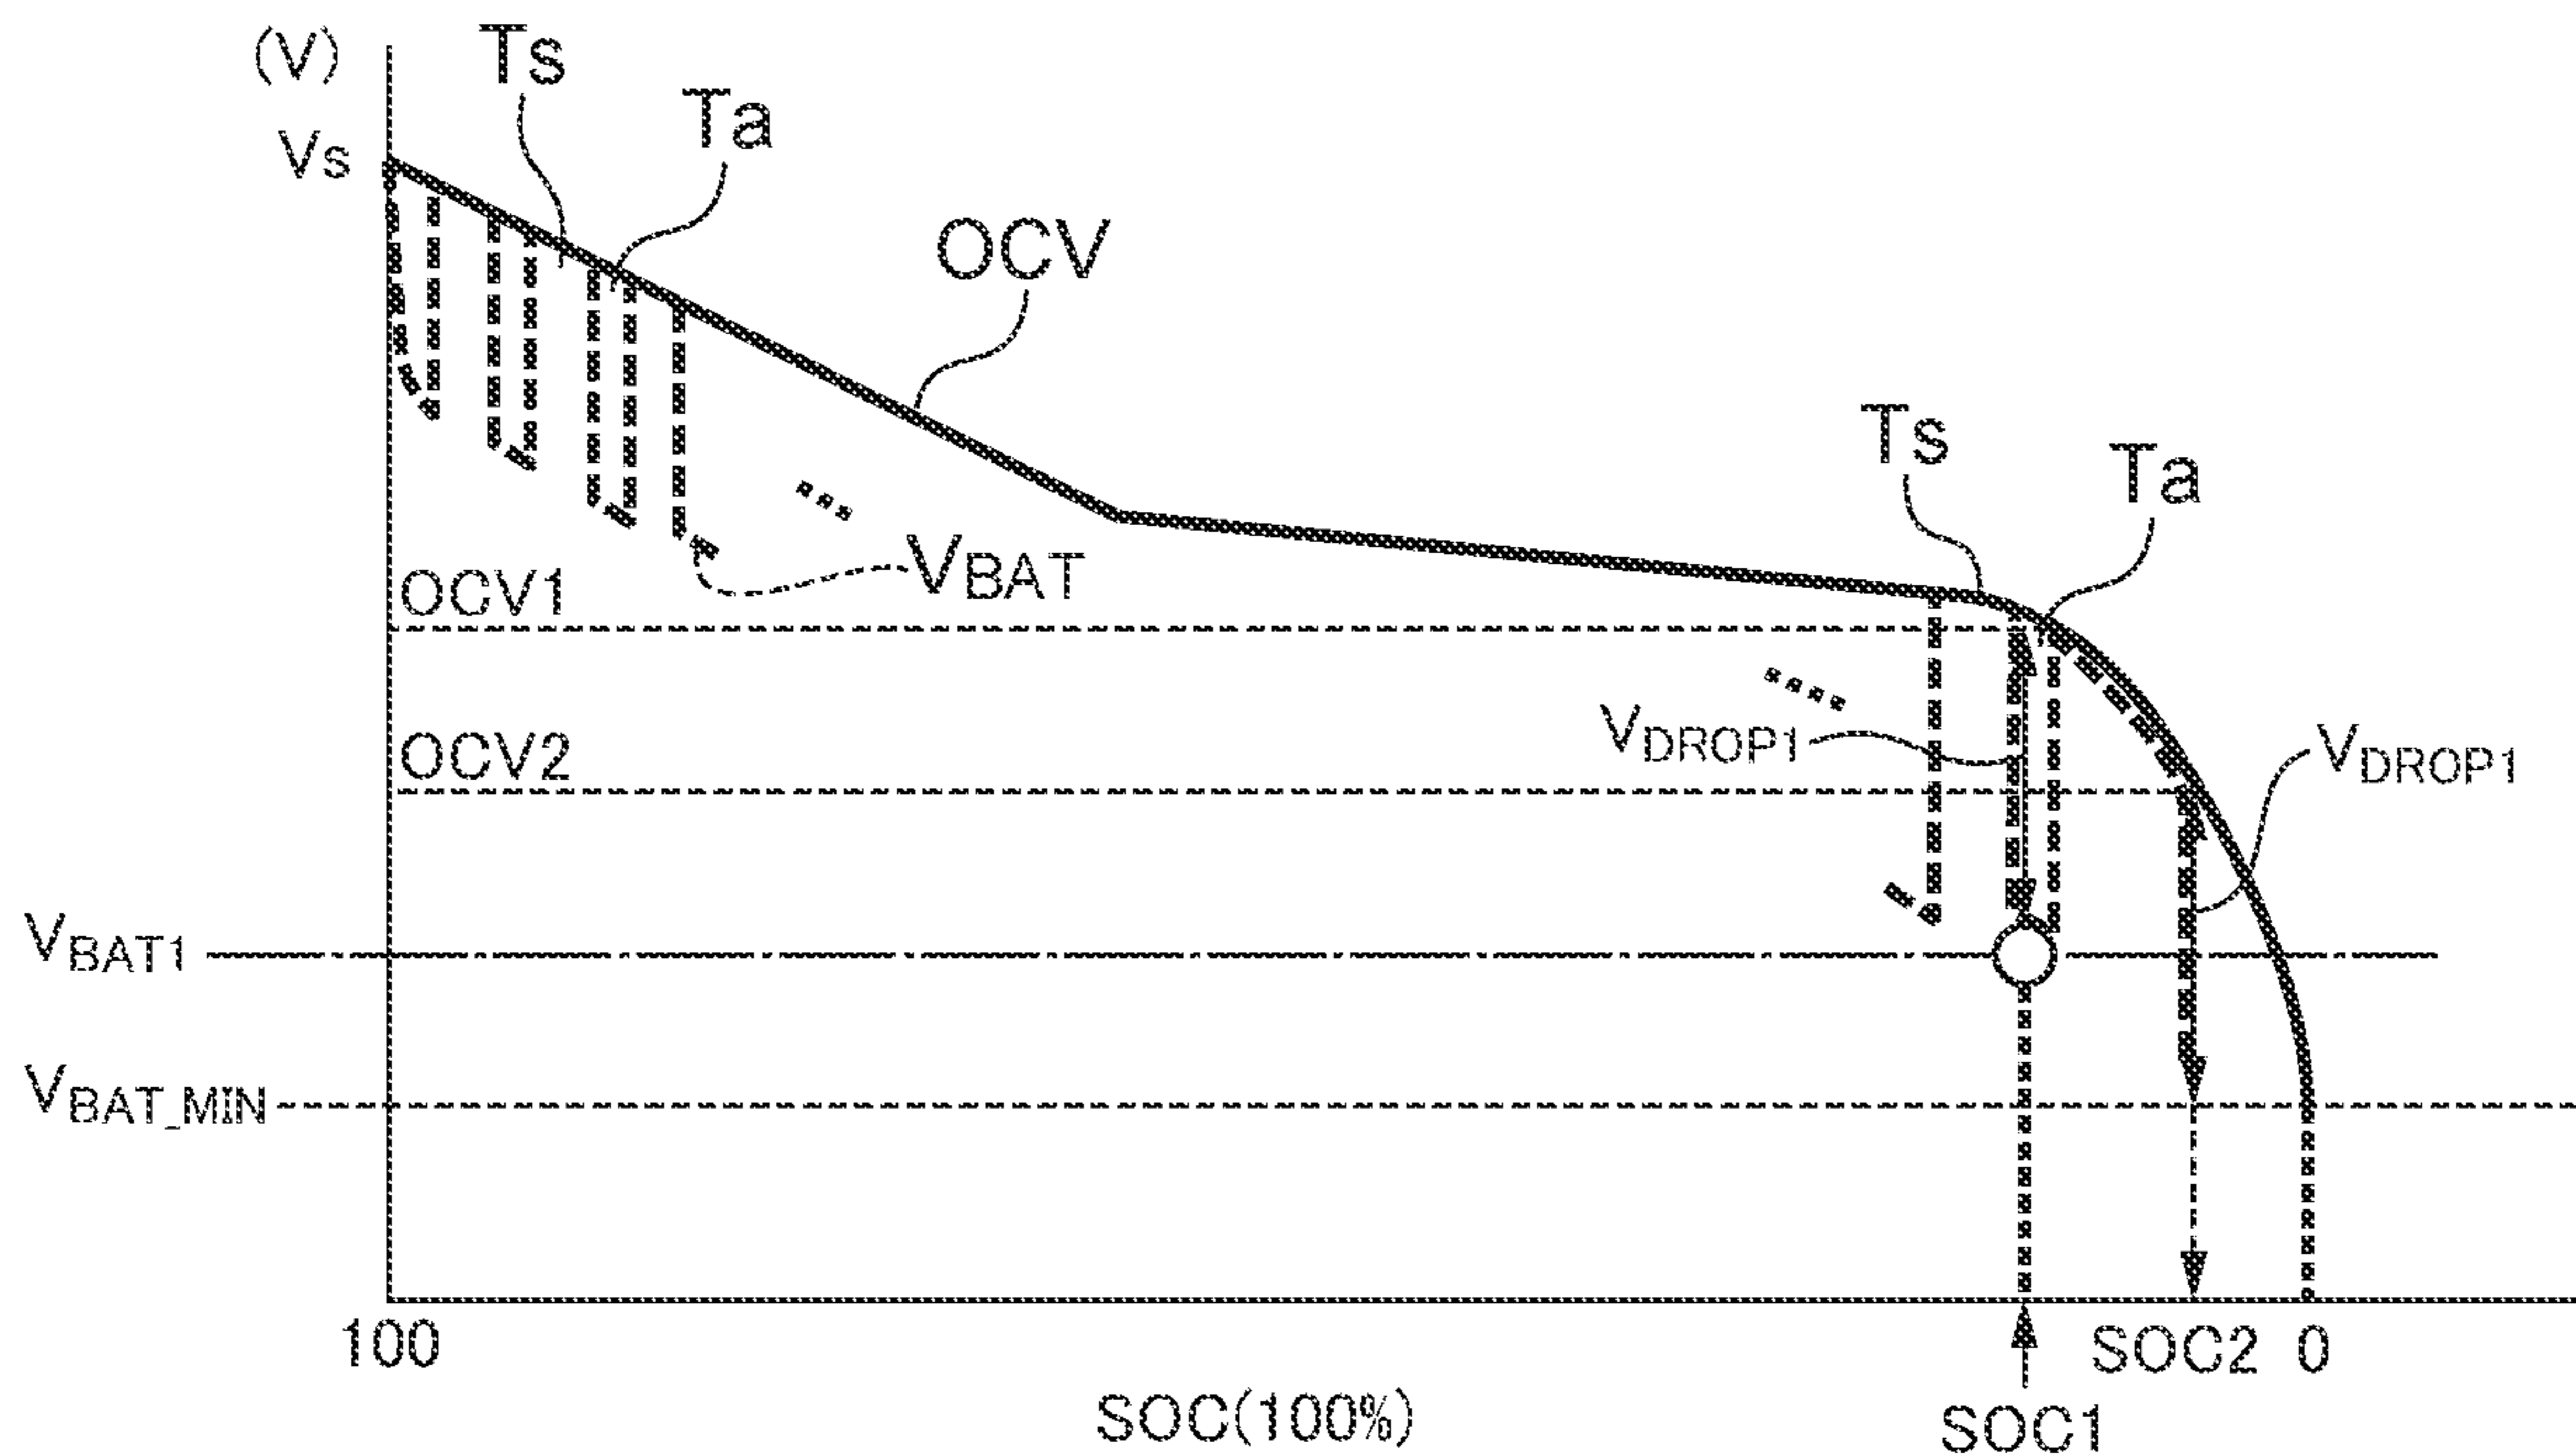 (V)
Ts
Ta
Vs
OCV
Ts
Ta
VBAT
OCV1
VDROP1
VDROP1
OCV2
VBAT1
VBAT_MIN
100
SOC2 0
SOC(100%)
SOC1